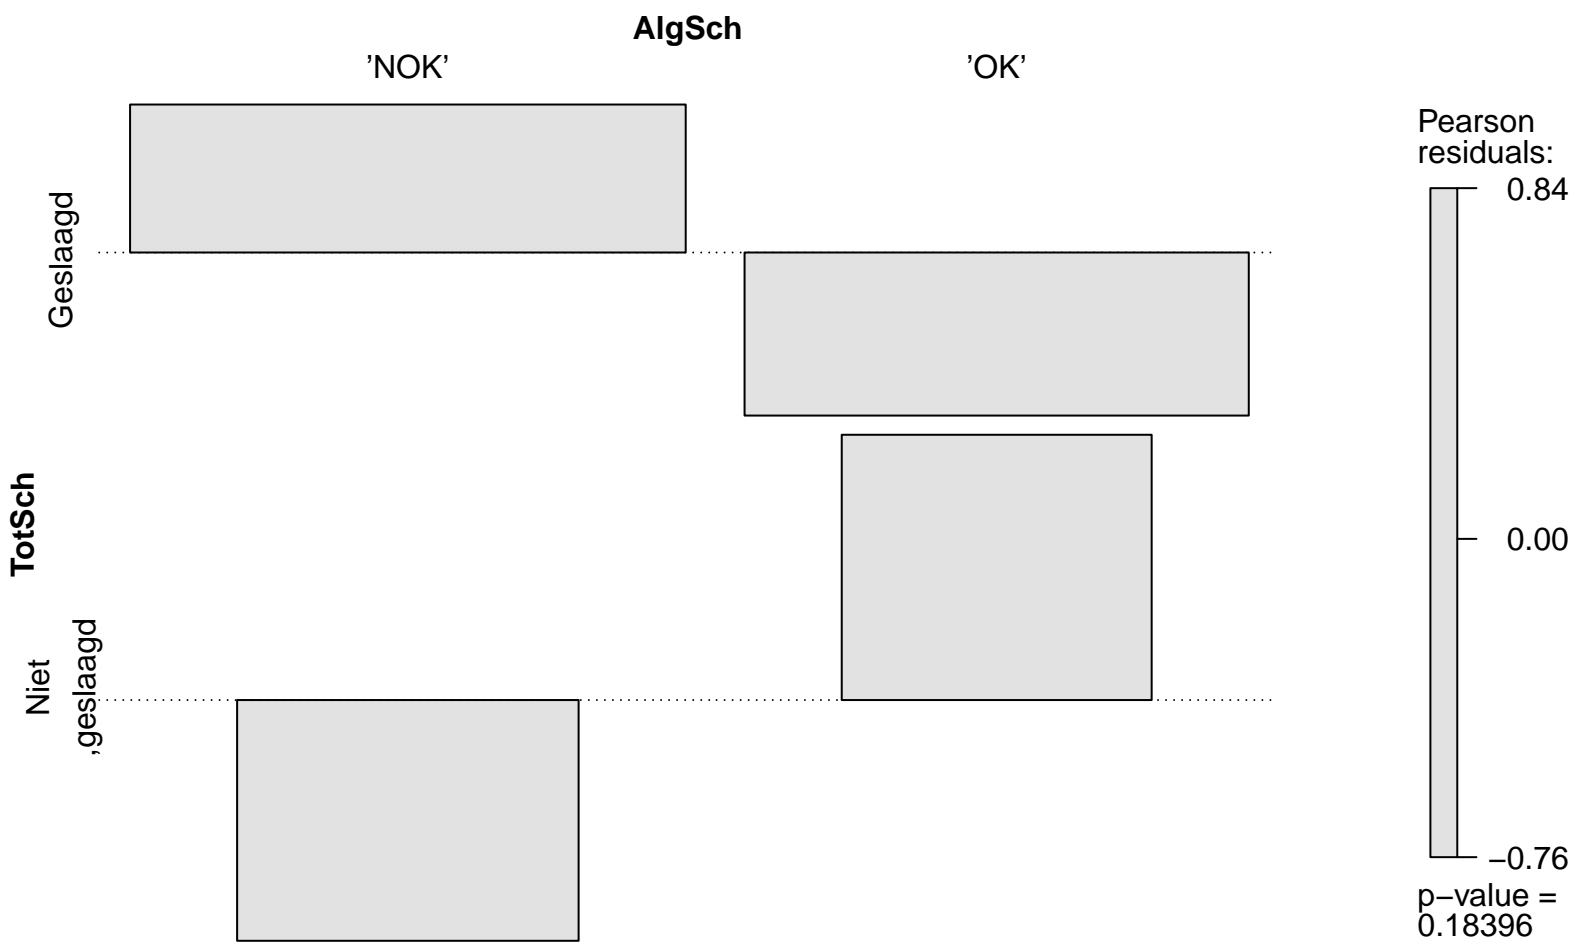 AlgSch
’NOK’
’OK’
Geslaagd
TotSch
Niet
‚geslaagd
Pearson
residuals:
0.84
0.00
−0.76
p−value =
0.18396